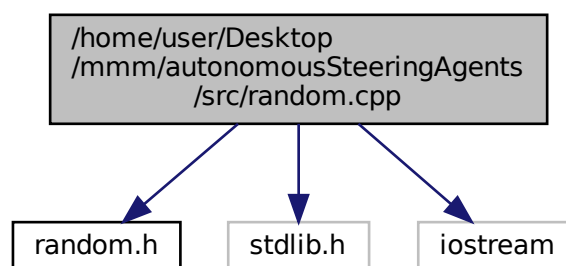 /home/user/Desktop
/mmm/autonomousSteeringAgents
/src/random.cpp
random.h
stdlib.h
iostream